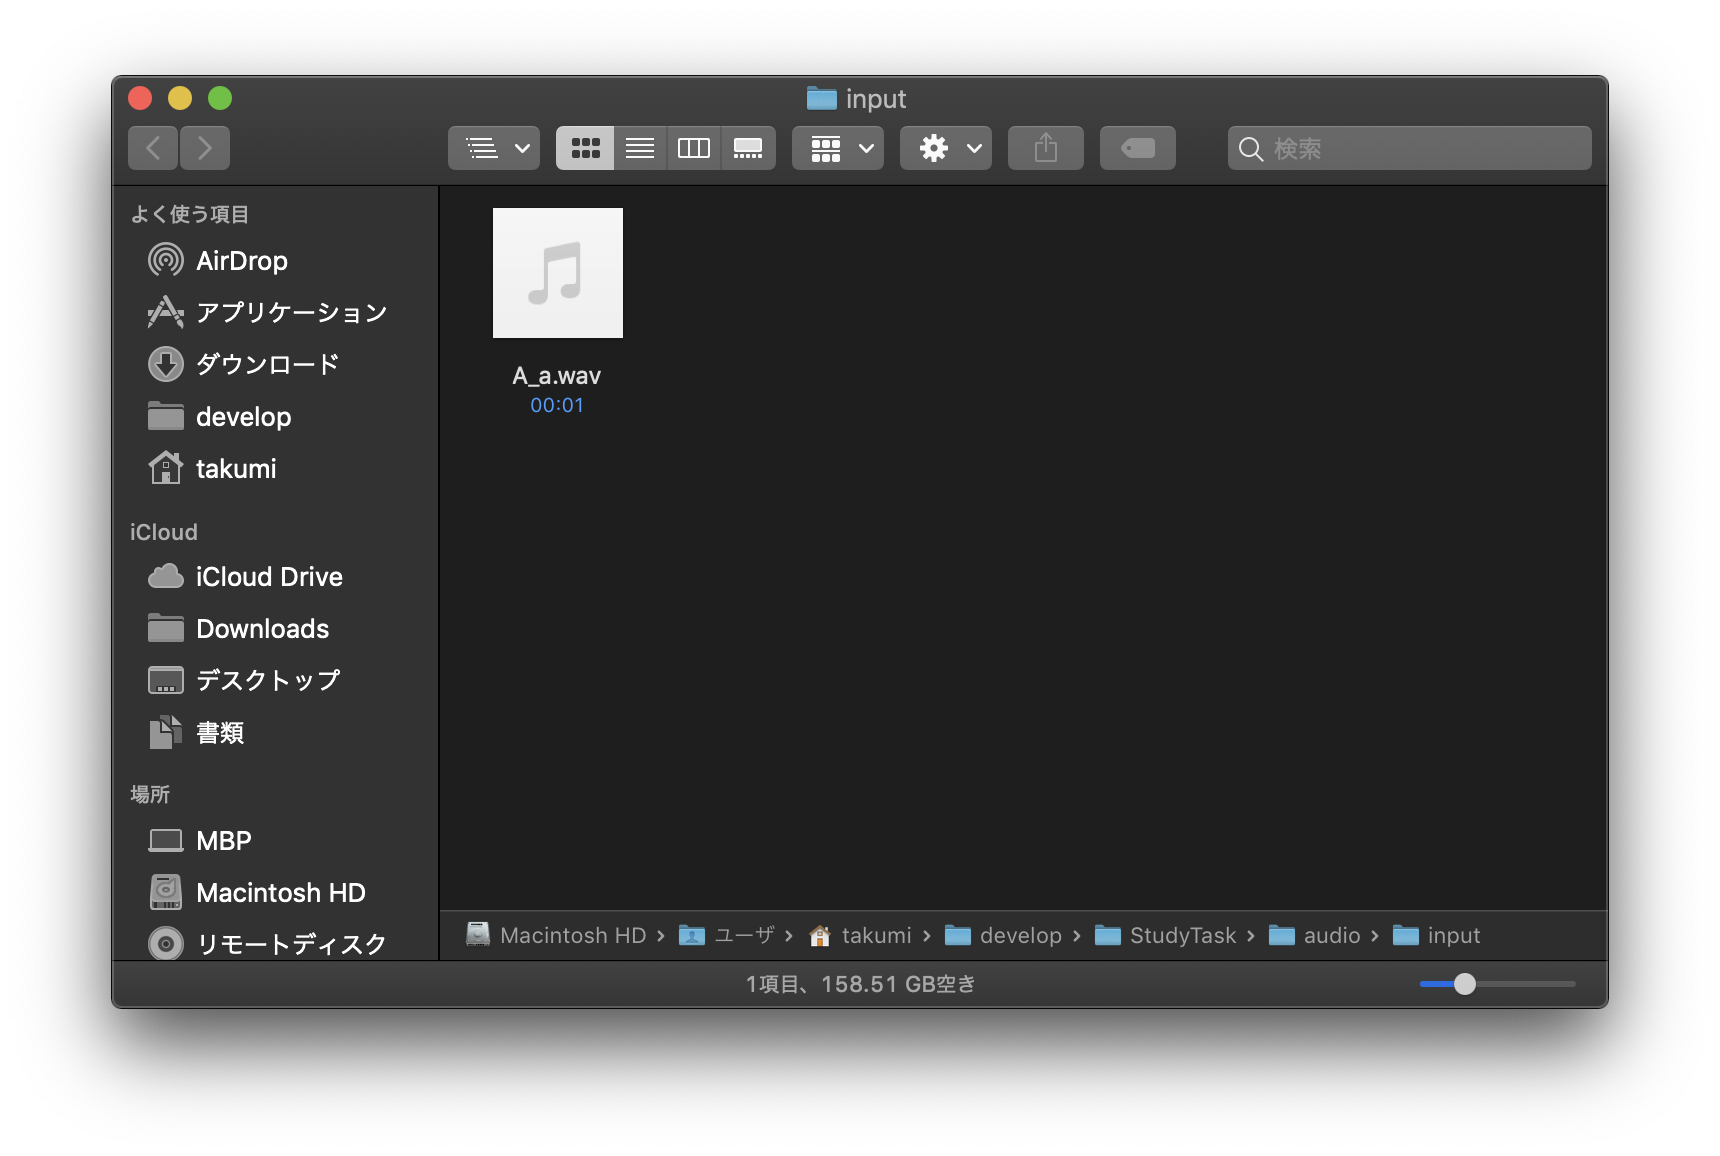 input
検索
よく使う項目
AirDrop
アプリケーション
ダウンロード
develop
takumi
iCloud
iCloud Drive
Downloads
デスクトップ
書類
場所
MBP
Macintosh HD
リモートディスク
A_a.wav
00:01
Macintosh HD › ユーザ › takumi › develop › StudyTask › audio › input
1項目、158.51 GB空き